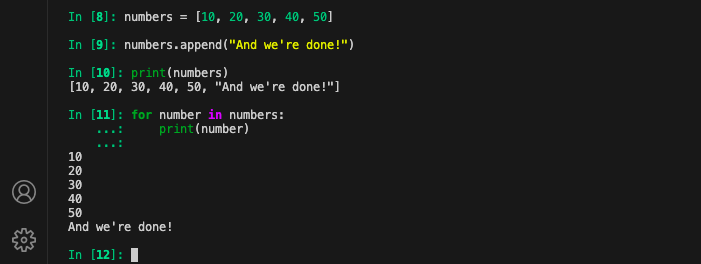 In [8]: numbers = [10, 20, 30, 40, 50]
In [9]: numbers.append("And we're done!")
In [10]: print(numbers)
[10, 20, 30, 40, 50, "And we're done!"]
In [11]: for number in numbers:
    ...:     print(number)
    ...:
10
20
30
40
50
And we're done!
In [12]: